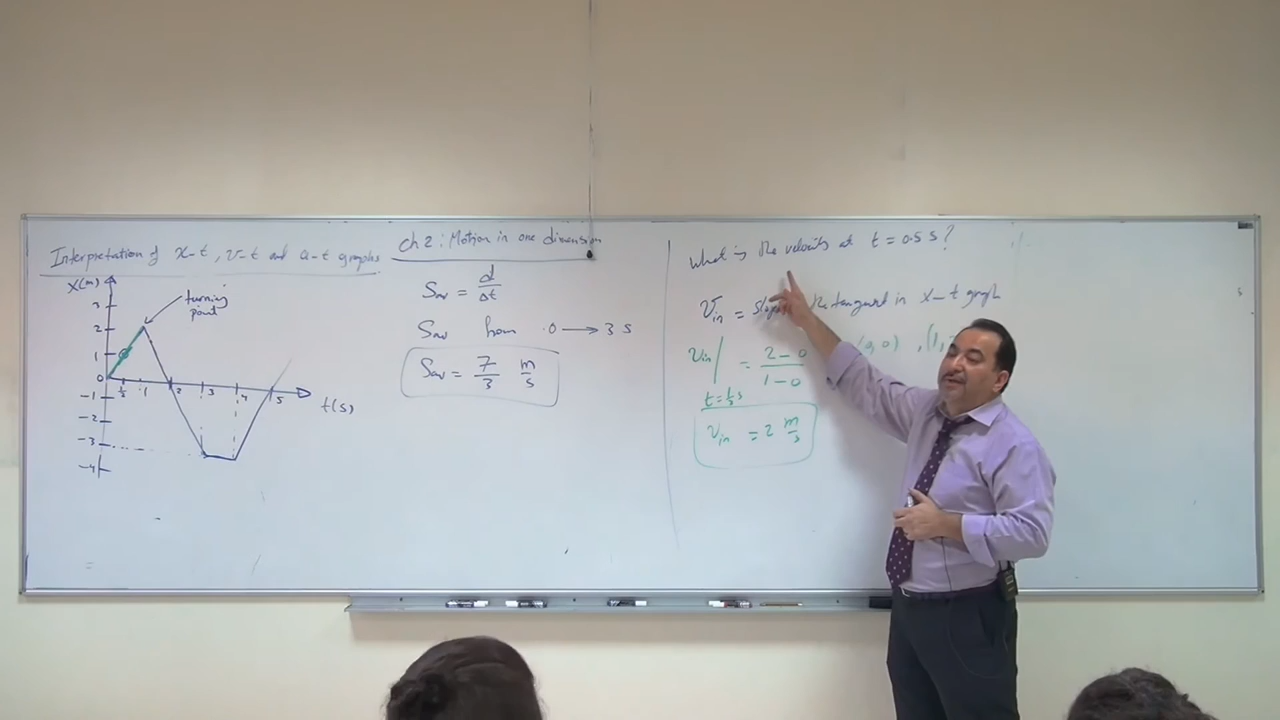 Interpretation of x-t, v-t and a-t graphs
X(m)
3
2
1
0
-1
-2
-3
-4
1/2 1 2 3 4 5
t(s)
turning
point
Ch 2: Motion in one dimension
Sav = d/Δt
Sav from 0 → 3 s
Sav = 7/3 m/s
What is the velocity at t = 0.5 s?
Vin = slope the tangent in x-t graph
Vin| = 2-0/1-0 , 0) , (1,
t = 1/2 s
Vin = 2 m/s